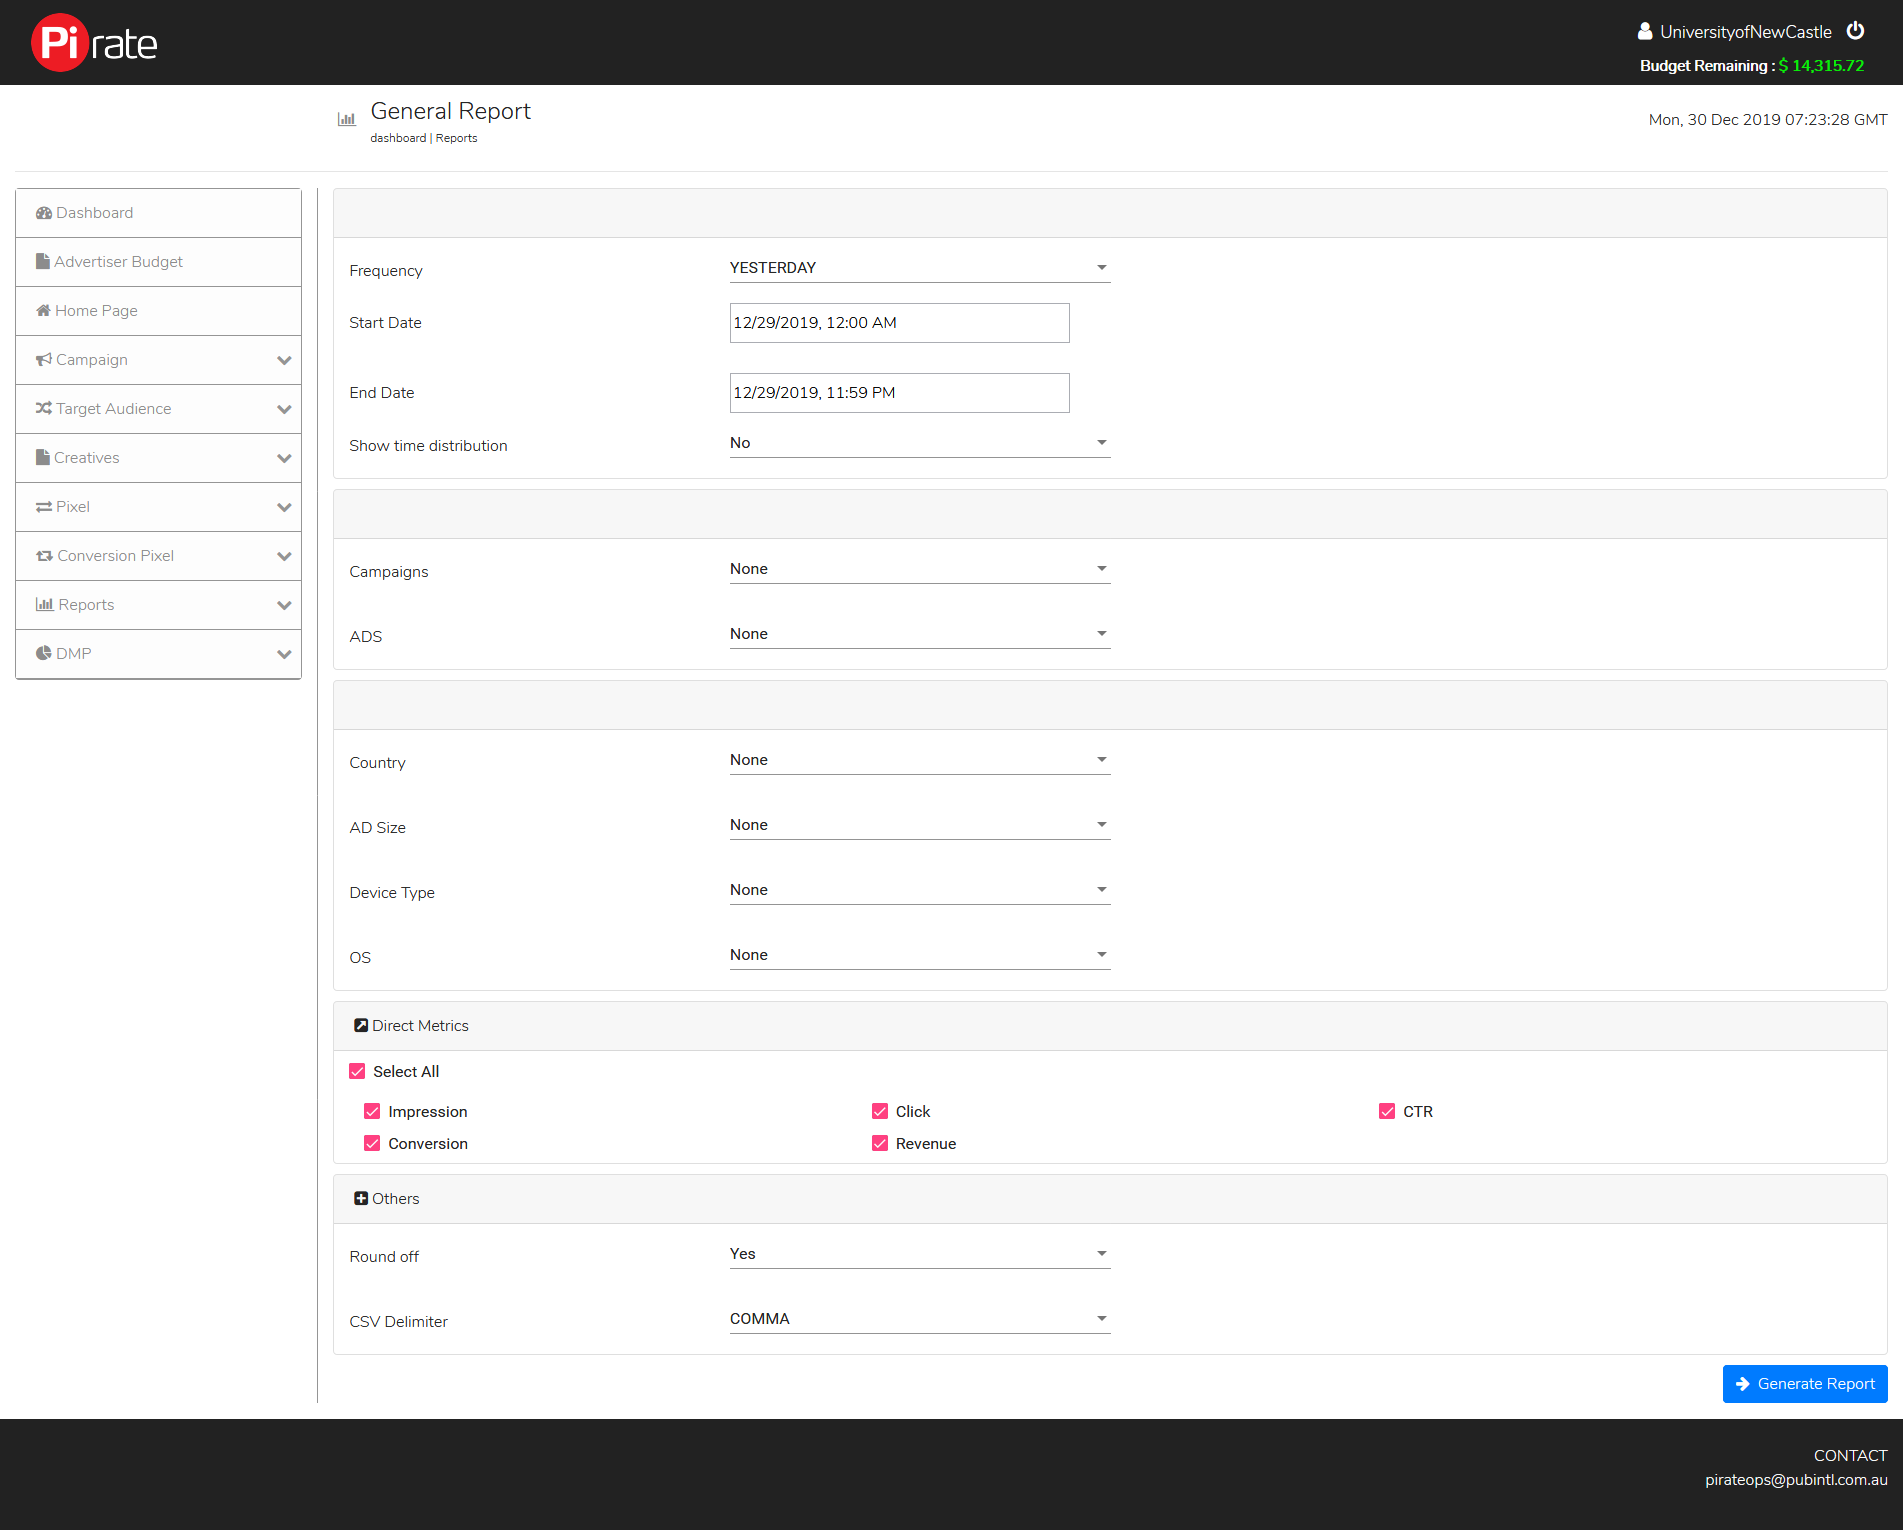 Pirate
UniversityofNewCastle
Budget Remaining : $ 14,315.72
General Report
dashboard | Reports
Mon, 30 Dec 2019 07:23:28 GMT
Dashboard
Advertiser Budget
Home Page
Campaign
Target Audience
Creatives
Pixel
Conversion Pixel
Reports
DMP
Frequency YESTERDAY
Start Date 12/29/2019, 12:00 AM
End Date 12/29/2019, 11:59 PM
Show time distribution No
Campaigns None
ADS None
Country None
AD Size None
Device Type None
OS None
Direct Metrics
Select All
Impression Click CTR
Conversion Revenue
Others
Round off Yes
CSV Delimiter COMMA
Generate Report
CONTACT
pirateops@pubintl.com.au